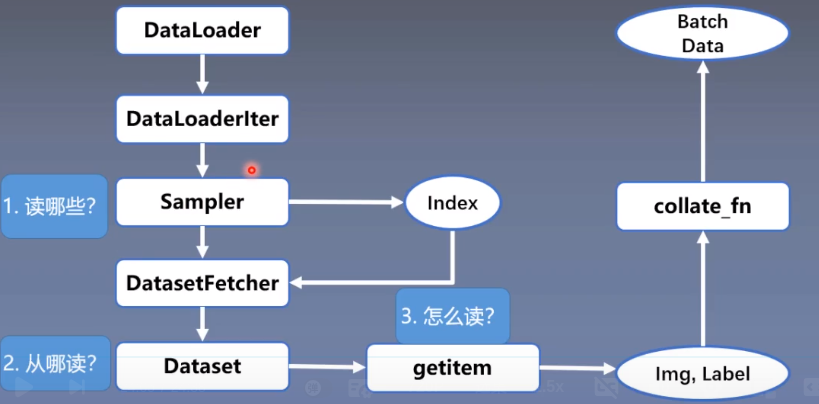 DataLoader
DataLoaderIter
1. 读哪些?
Sampler
Index
DatasetFetcher
3. 怎么读?
2. 从哪读?
Dataset
getitem
Img, Label
collate_fn
Batch
Data